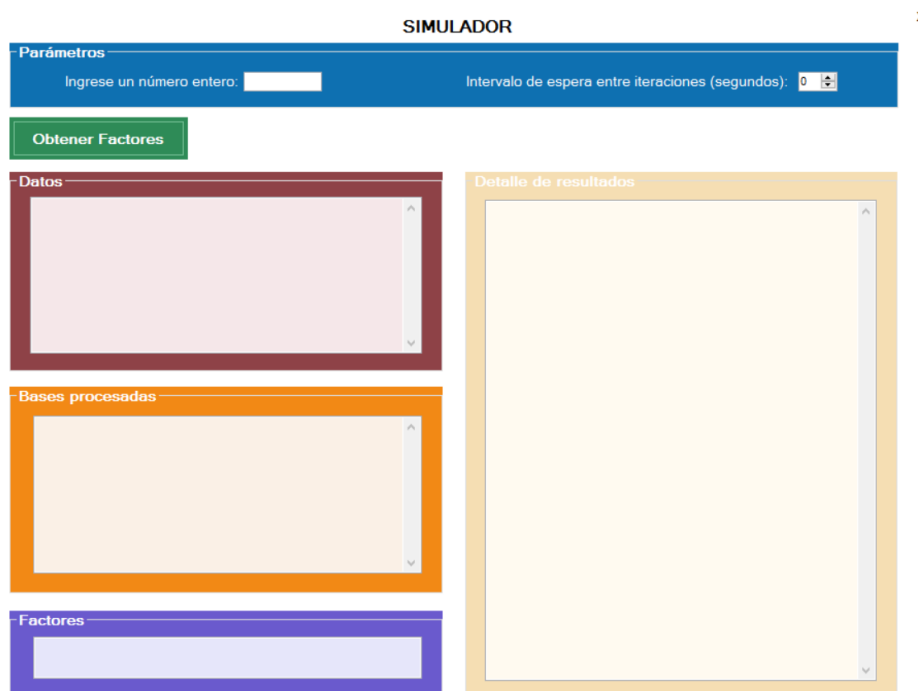 SIMULADOR
Parámetros
Ingrese un número entero:
Intervalo de espera entre iteraciones (segundos): 0
Obtener Factores
Datos
Detalle de resultados
Bases procesadas
Factores